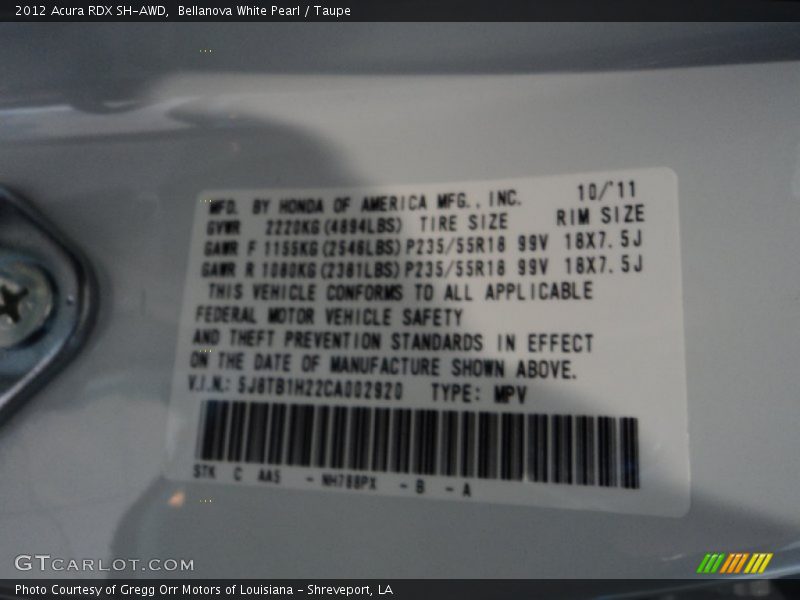 2012 Acura RDX SH-AWD,  Bellanova White Pearl / Taupe
MFD. BY HONDA OF AMERICA MFG., INC. 10/'11
GVWR 2220KG(4894LBS) TIRE SIZE RIM SIZE
GAWR F 1155KG(2546LBS) P235/55R18 99V 18X7.5J
GAWR R 1080KG(2381LBS) P235/55R18 99V 18X7.5J
THIS VEHICLE CONFORMS TO ALL APPLICABLE
FEDERAL MOTOR VEHICLE SAFETY
AND THEFT PREVENTION STANDARDS IN EFFECT
ON THE DATE OF MANUFACTURE SHOWN ABOVE.
V.I.N.: 5J8TB1H22CA002920 TYPE: MPV
STK C AA5 - NH788PX - B - A
GTCARLOT.COM
Photo Courtesy of Gregg Orr Motors of Louisiana - Shreveport, LA